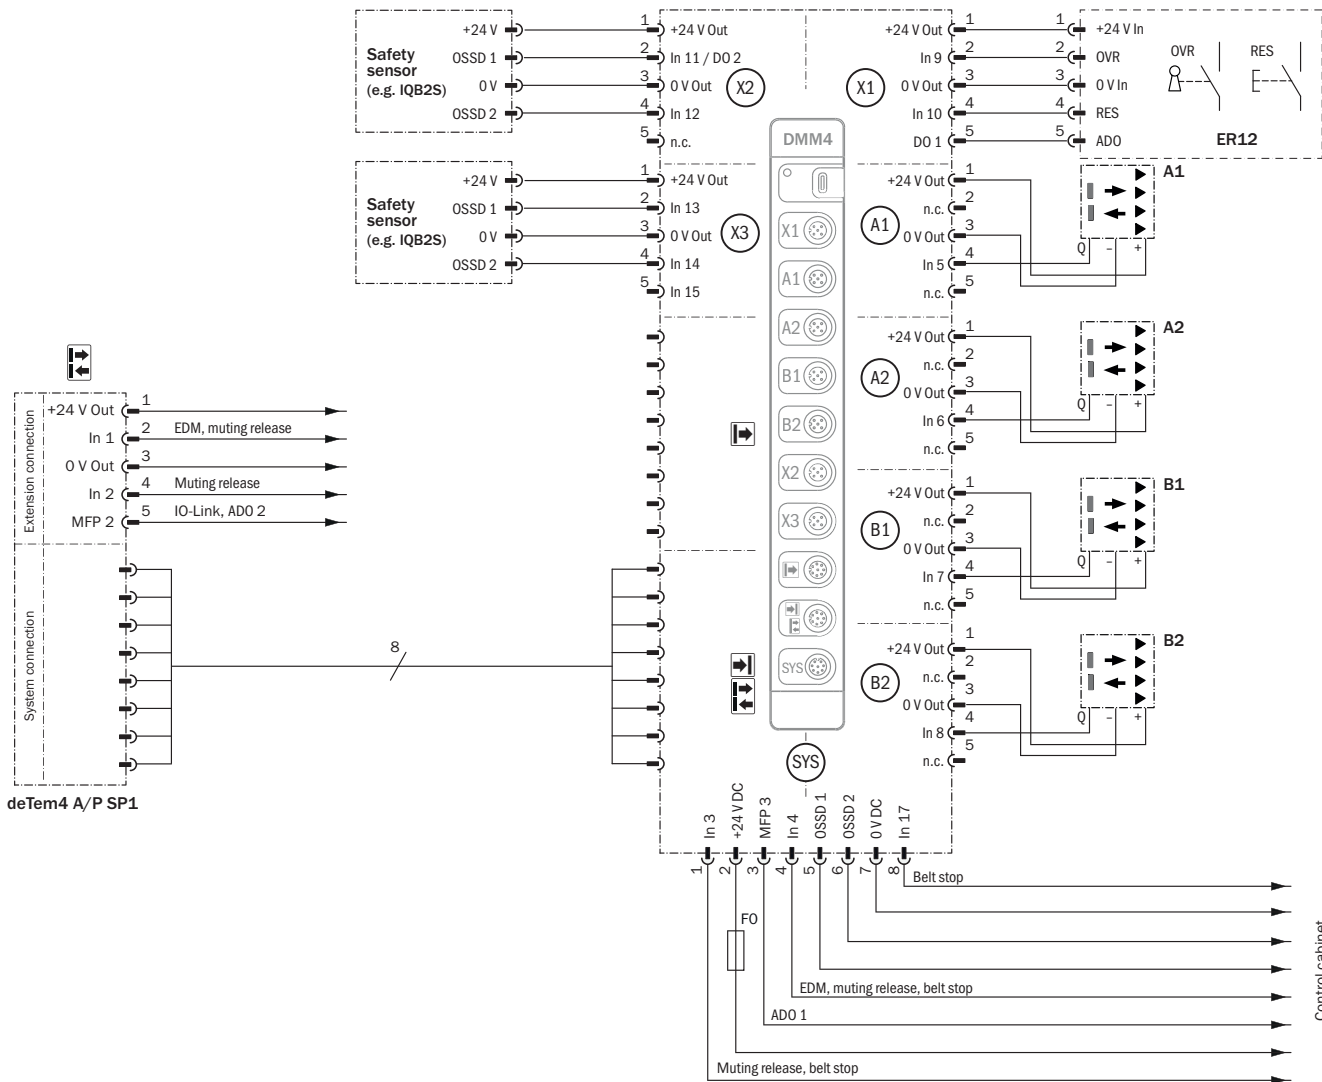 Safety
sensor
(e.g. IQB2S)
+24 V
OSSD 1
0 V
OSSD 2
1
2
3
4
5
+24 V Out
In 11 / DO 2
0 V Out
In 12
n.c.
X2
X1
+24 V Out
In 9
0 V Out
In 10
DO 1
1
2
3
4
5
1
2
3
4
5
+24 V In
OVR
0 V In
RES
ADO
OVR
RES
ER12
Safety
sensor
(e.g. IQB2S)
+24 V
OSSD 1
0 V
OSSD 2
1
2
3
4
5
+24 V Out
In 13
0 V Out
In 14
In 15
X3
DMM4
X1
A1
A2
B1
B2
X2
X3
SYS
A1
+24 V Out
n.c.
0 V Out
In 5
n.c.
1
2
3
4
5
Q
–
+
A1
A2
+24 V Out
n.c.
0 V Out
In 6
n.c.
1
2
3
4
5
Q
–
+
A2
B1
+24 V Out
n.c.
0 V Out
In 7
n.c.
1
2
3
4
5
Q
–
+
B1
B2
+24 V Out
n.c.
0 V Out
In 8
n.c.
1
2
3
4
5
Q
–
+
B2
Extension connection
+24 V Out
In 1
0 V Out
In 2
MFP 2
1
2 EDM, muting release
3
4 Muting release
5 IO-Link, ADO 2
System connection
8
deTem4 A/P SP1
SYS
In 3
+24 V DC
MFP 3
In 4
OSSD 1
OSSD 2
0 V DC
In 17
1
2
3
4
5
6
7
8
Belt stop
F0
EDM, muting release, belt stop
ADO 1
Muting release, belt stop
Control cabinet